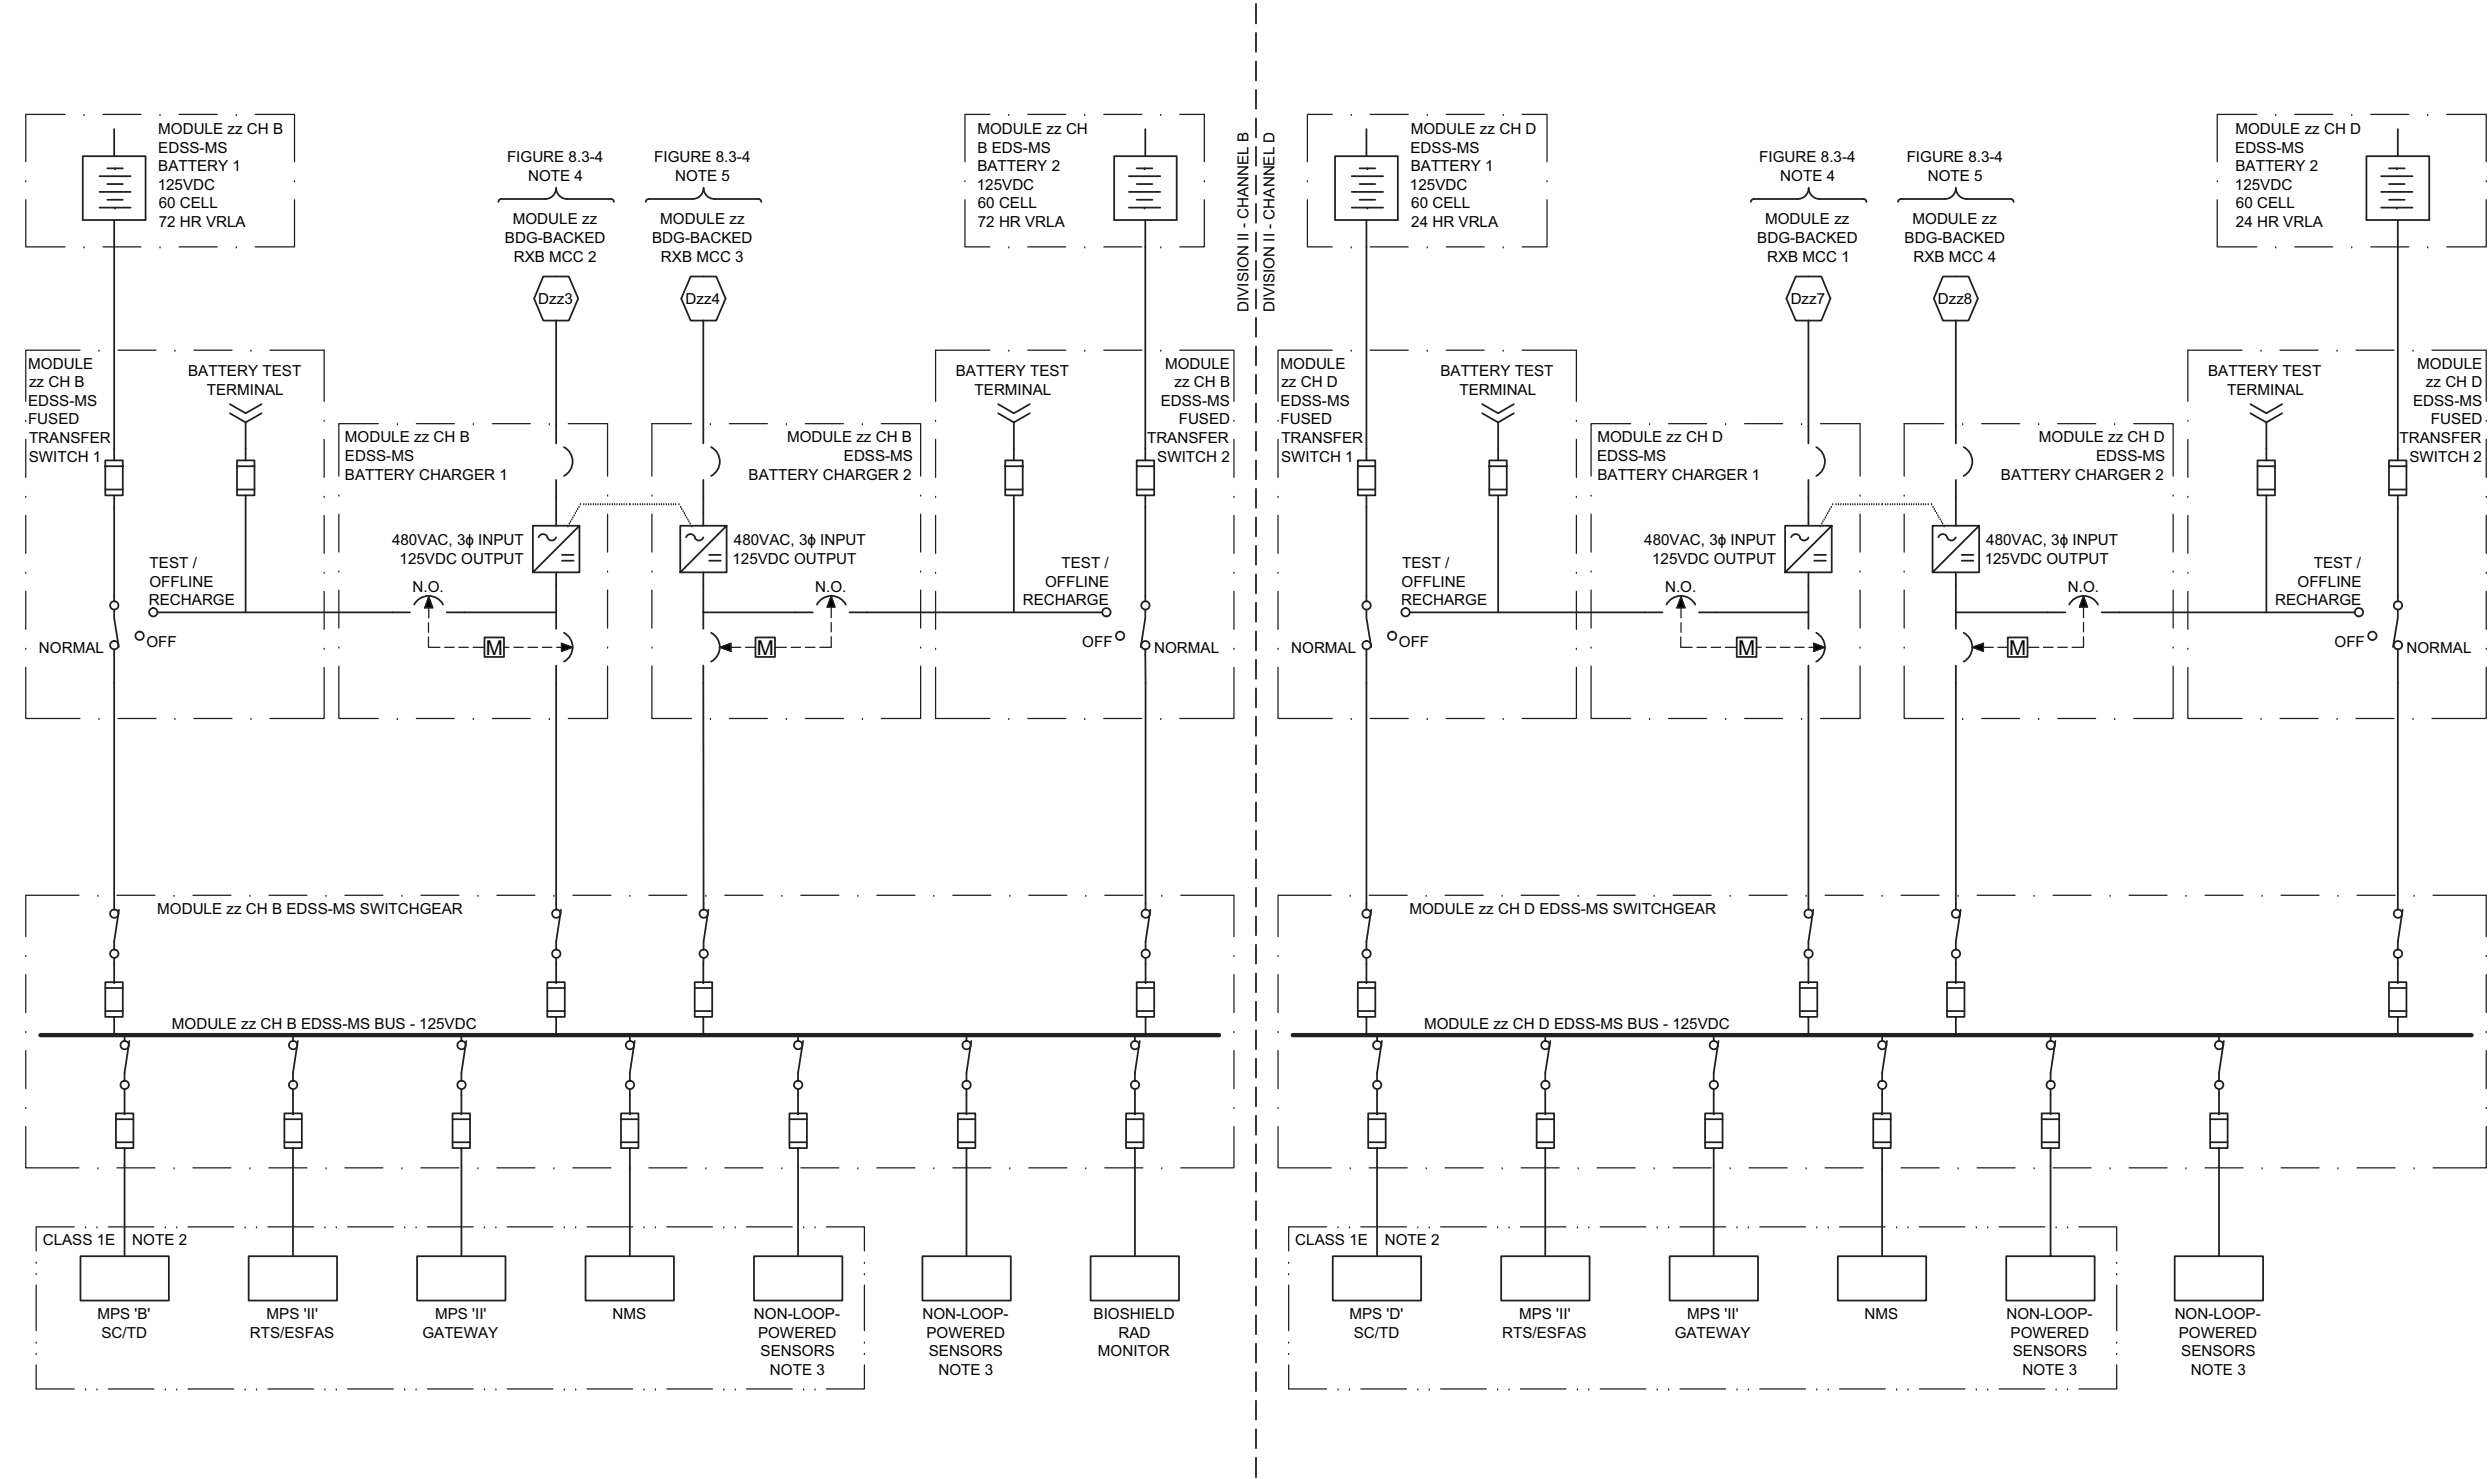 MODULE zz CH B
EDSS-MS
BATTERY 1
125VDC
60 CELL
72 HR VRLA
FIGURE 8.3-4
NOTE 4
MODULE zz
BDG-BACKED
RXB MCC 2
Dzz3
FIGURE 8.3-4
NOTE 5
MODULE zz
BDG-BACKED
RXB MCC 3
Dzz4
MODULE zz CH
B EDS-MS
BATTERY 2
125VDC
60 CELL
72 HR VRLA
DIVISION II - CHANNEL B
DIVISION II - CHANNEL D
MODULE zz CH D
EDSS-MS
BATTERY 1
125VDC
60 CELL
24 HR VRLA
FIGURE 8.3-4
NOTE 4
MODULE zz
BDG-BACKED
RXB MCC 1
Dzz7
FIGURE 8.3-4
NOTE 5
MODULE zz
BDG-BACKED
RXB MCC 4
Dzz8
MODULE zz CH D
EDSS-MS
BATTERY 2
125VDC
60 CELL
24 HR VRLA
MODULE
zz CH B
EDSS-MS
FUSED
TRANSFER
SWITCH 1
BATTERY TEST
TERMINAL
TEST /
OFFLINE
RECHARGE
OFF
NORMAL
MODULE zz CH B
EDSS-MS
BATTERY CHARGER 1
480VAC, 3ϕ INPUT
125VDC OUTPUT
N.O.
M
MODULE zz CH B
EDSS-MS
BATTERY CHARGER 2
480VAC, 3ϕ INPUT
125VDC OUTPUT
N.O.
M
BATTERY TEST
TERMINAL
MODULE
zz CH B
EDSS-MS
FUSED
TRANSFER
SWITCH 2
TEST /
OFFLINE
RECHARGE
OFF
NORMAL
MODULE
zz CH D
EDSS-MS
FUSED
TRANSFER
SWITCH 1
BATTERY TEST
TERMINAL
TEST /
OFFLINE
RECHARGE
OFF
NORMAL
MODULE zz CH D
EDSS-MS
BATTERY CHARGER 1
480VAC, 3ϕ INPUT
125VDC OUTPUT
N.O.
M
MODULE zz CH D
EDSS-MS
BATTERY CHARGER 2
480VAC, 3ϕ INPUT
125VDC OUTPUT
N.O.
M
BATTERY TEST
TERMINAL
MODULE
zz CH D
EDSS-MS
FUSED
TRANSFER
SWITCH 2
TEST /
OFFLINE
RECHARGE
OFF
NORMAL
MODULE zz CH B EDSS-MS SWITCHGEAR
MODULE zz CH B EDSS-MS BUS - 125VDC
MODULE zz CH D EDSS-MS SWITCHGEAR
MODULE zz CH D EDSS-MS BUS - 125VDC
CLASS 1E NOTE 2
MPS 'B'
SC/TD
MPS 'II'
RTS/ESFAS
MPS 'II'
GATEWAY
NMS
NON-LOOP-
POWERED
SENSORS
NOTE 3
NON-LOOP-
POWERED
SENSORS
NOTE 3
BIOSHIELD
RAD
MONITOR
CLASS 1E NOTE 2
MPS 'D'
SC/TD
MPS 'II'
RTS/ESFAS
MPS 'II'
GATEWAY
NMS
NON-LOOP-
POWERED
SENSORS
NOTE 3
NON-LOOP-
POWERED
SENSORS
NOTE 3